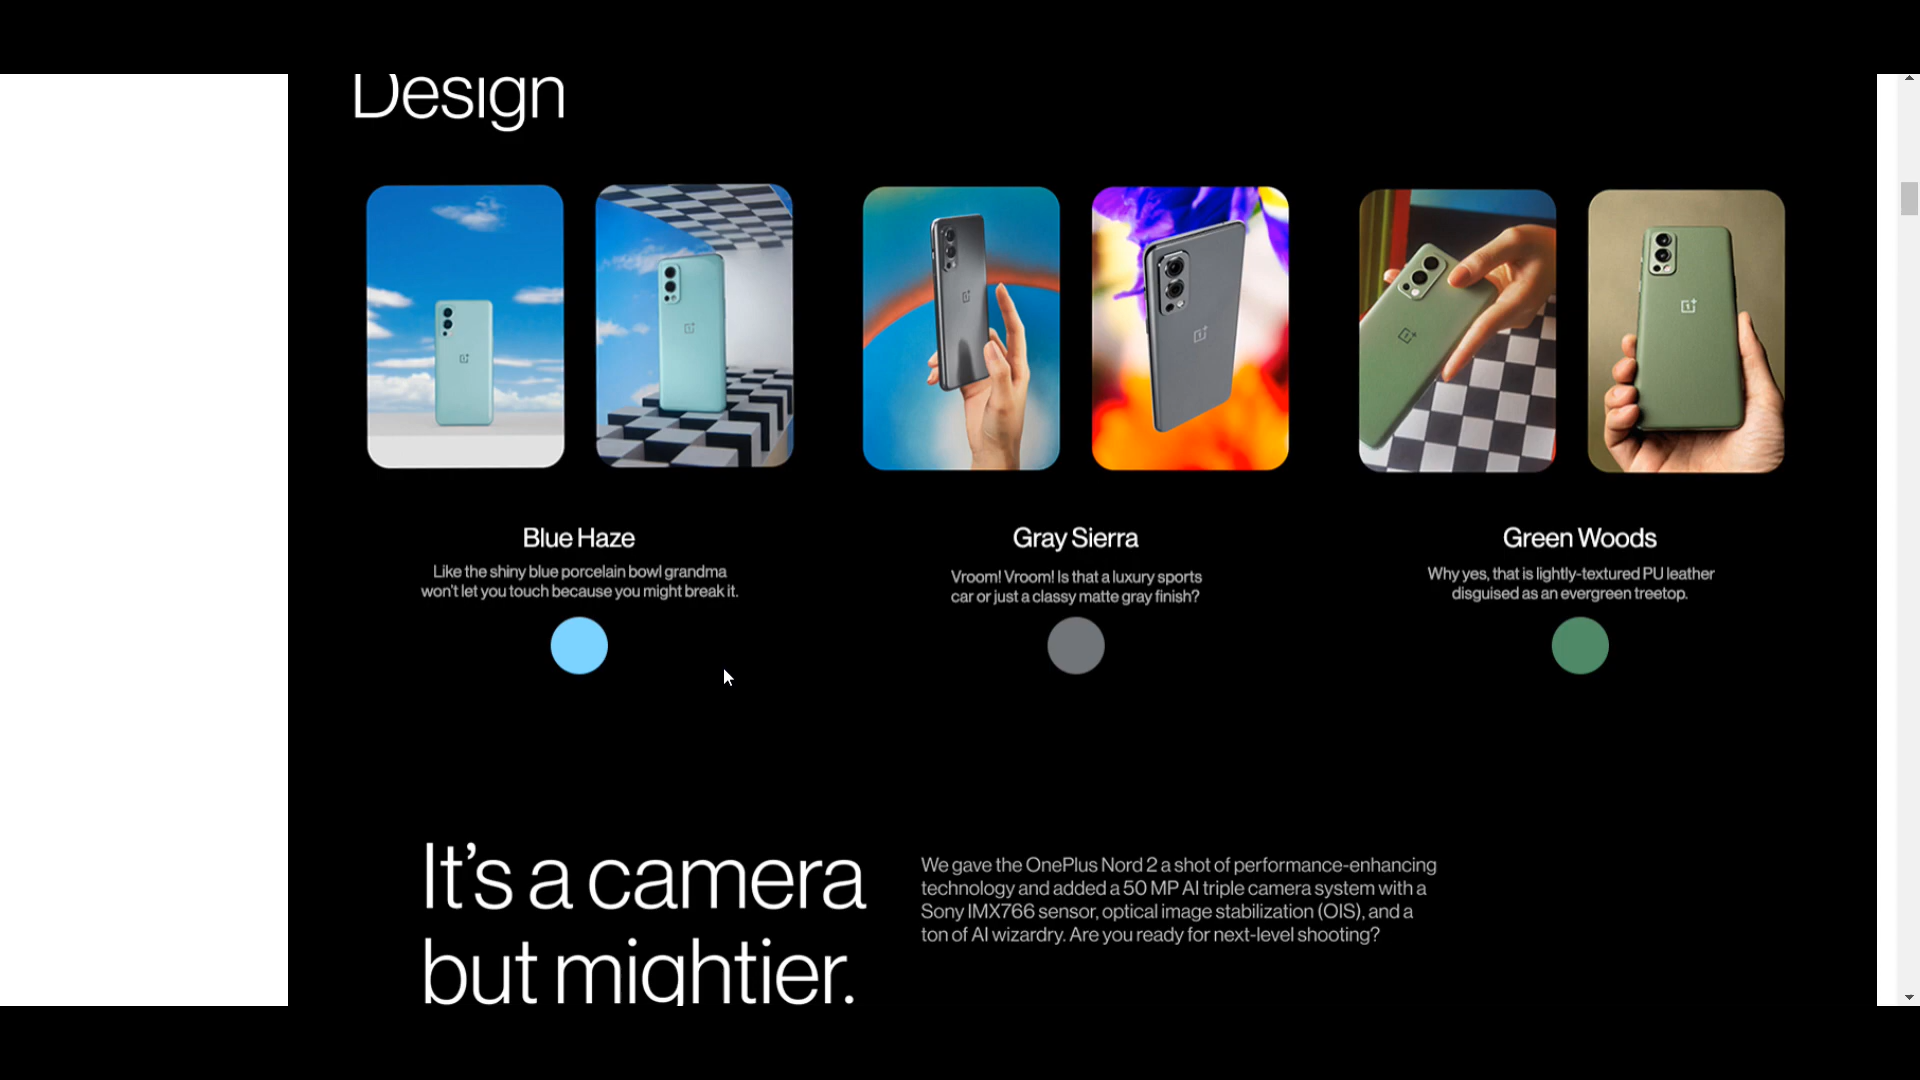 Design
Blue Haze
Like the shiny blue porcelain bowl grandma
won't let you touch because you might break it.
Gray Sierra
Vroom! Vroom! Is that a luxury sports
car or just a classy matte gray finish?
Green Woods
Why yes, that is lightly-textured PU leather
disguised as an evergreen treetop.
It's a camera
but mightier.
We gave the OnePlus Nord 2 a shot of performance-enhancing
technology and added a 50 MP AI triple camera system with a
Sony IMX766 sensor, optical image stabilization (OIS), and a
ton of AI wizardry. Are you ready for next-level shooting?